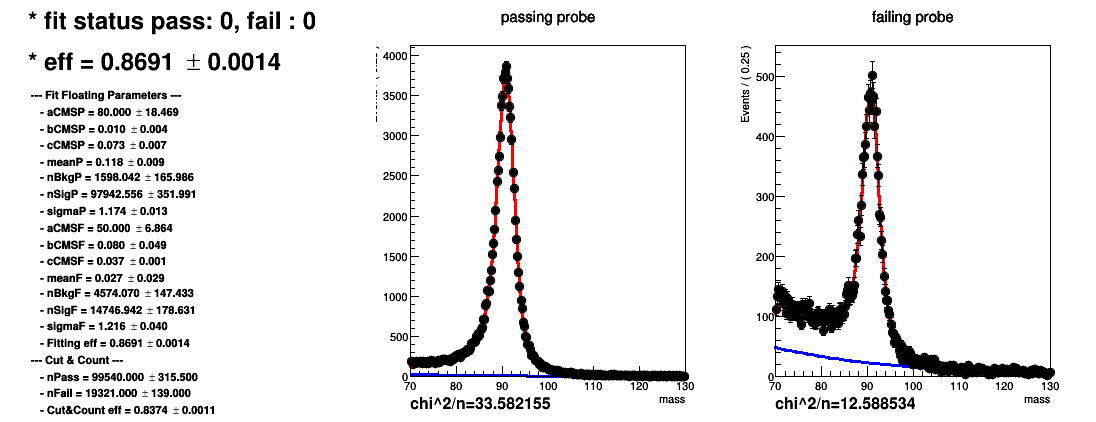 * fit status pass: 0, fail : 0
* eff = 0.8691 ± 0.0014
--- Fit Floating Parameters ---
- aCMSP = 80.000 ± 18.469
- bCMSP = 0.010 ± 0.004
- cCMSP = 0.073 ± 0.007
- meanP = 0.118 ± 0.009
- nBkgP = 1598.042 ± 165.986
- nSigP = 97942.556 ± 351.991
- sigmaP = 1.174 ± 0.013
- aCMSF = 50.000 ± 6.864
- bCMSF = 0.080 ± 0.049
- cCMSF = 0.037 ± 0.001
- meanF = 0.027 ± 0.029
- nBkgF = 4574.070 ± 147.433
- nSigF = 14746.942 ± 178.631
- sigmaF = 1.216 ± 0.040
- Fitting eff = 0.8691 ± 0.0014
--- Cut & Count ---
- nPass = 99540.000 ± 315.500
- nFail = 19321.000 ± 139.000
- Cut&Count eff = 0.8374 ± 0.0011
passing probe
4000
3500
3000
2500
2000
1500
1000
500
0
70 80 90 100 110 120 130
mass
chi^2/n=33.582155
failing probe
Events / ( 0.25 )
500
400
300
200
100
0
70 80 90 100 110 120 130
mass
chi^2/n=12.588534